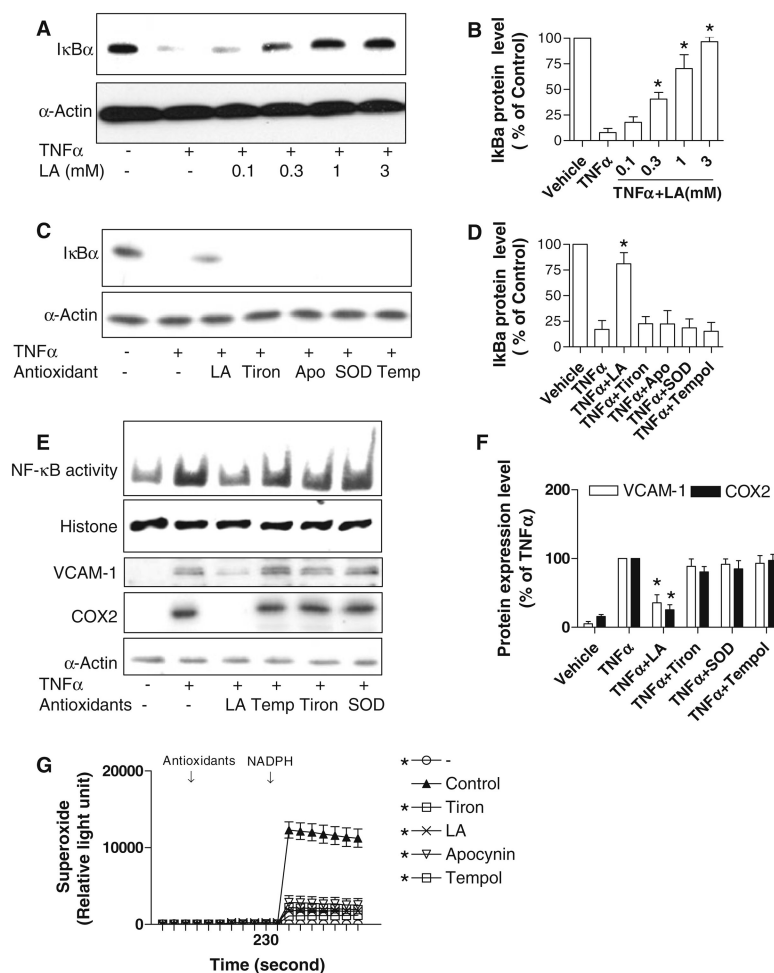 A
IκBα
α-Actin
TNFα - + + + + +
LA (mM) - - 0.1 0.3 1 3
B
IkBa protein level
( % of Control)
100
75
50
25
0
* * *
Vehicle TNFα 0.1 0.3 1 3
TNFα+LA(mM)
C
IκBα
α-Actin
TNFα - + + + + + +
Antioxidant - - LA Tiron Apo SOD Temp
D
IkBa protein level
( % of Control)
100
75
50
25
0
*
Vehicle TNFα TNFα+LA TNFα+Tiron TNFα+Apo TNFα+SOD TNFα+Tempol
E
NF-κB activity
Histone
VCAM-1
COX2
α-Actin
TNFα - + + + + +
Antioxidants - - LA Temp Tiron SOD
F
Protein expression level
(% of TNFα)
200
100
0
VCAM-1 COX2
* *
Vehicle TNFα TNFα+LA TNFα+Tiron TNFα+SOD TNFα+Tempol
G
Superoxide
(Relative light unit)
20000
10000
0
Antioxidants NADPH
↓ ↓
230
Time (second)
* -
Control
* Tiron
* LA
* Apocynin
* Tempol